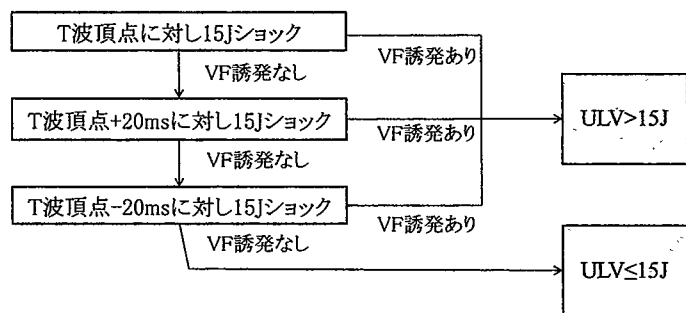 T波頂点に対し15Jショック
VF誘発あり
VF誘発なし
T波頂点+20msに対し15Jショック
VF誘発あり
ULV>15J
VF誘発なし
T波頂点−20msに対し15Jショック
VF誘発あり
VF誘発なし
ULV≤15J